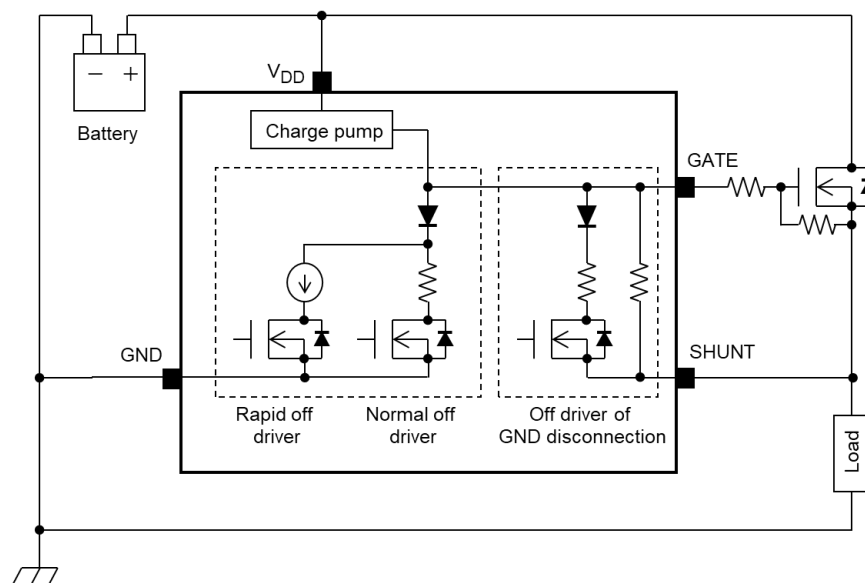 − +
Battery
VDD
Charge pump
GATE
GND
SHUNT
Rapid off
driver
Normal off
driver
Off driver of
GND disconnection
Load